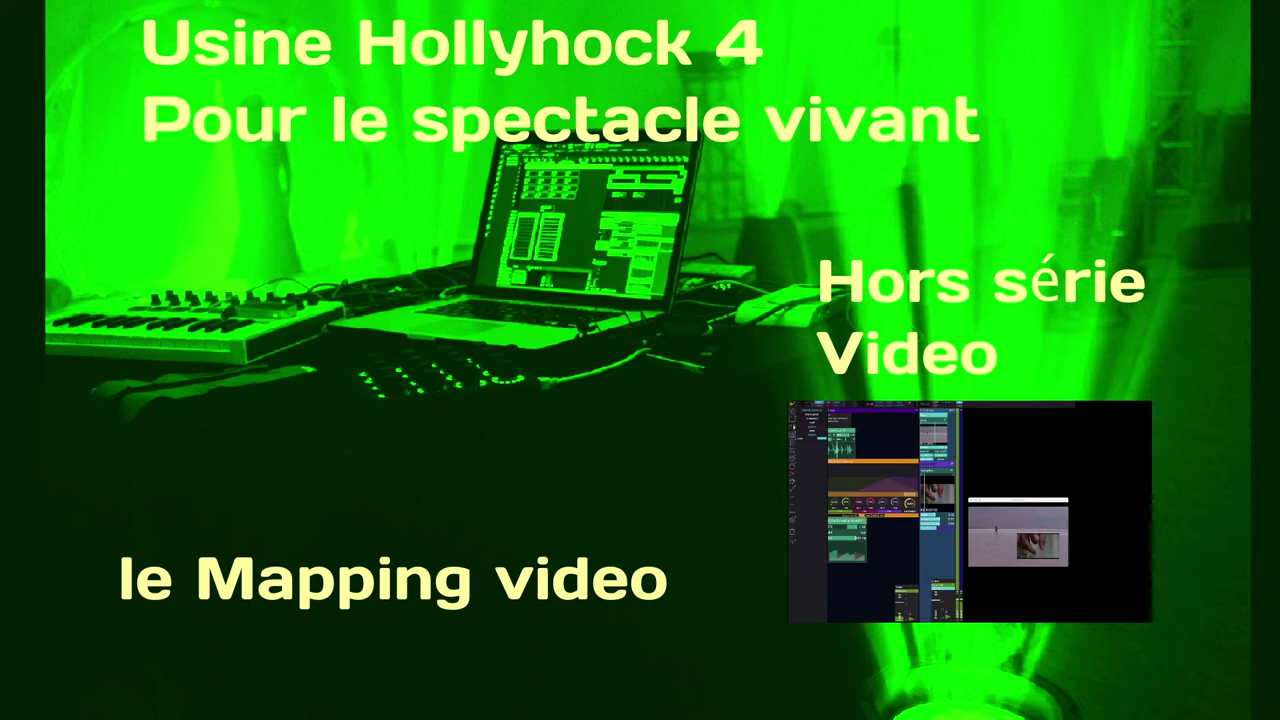 Usine Hollyhock 4
Pour le spectacle vivant
Hors série
Video
le Mapping video